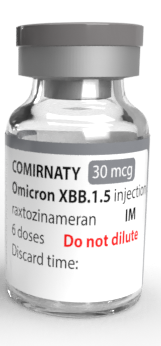 COMIRNATY 30 mcg
Omicron XBB.1.5 injection
raxtozinameran IM
6 doses Do not dilute
Discard time: